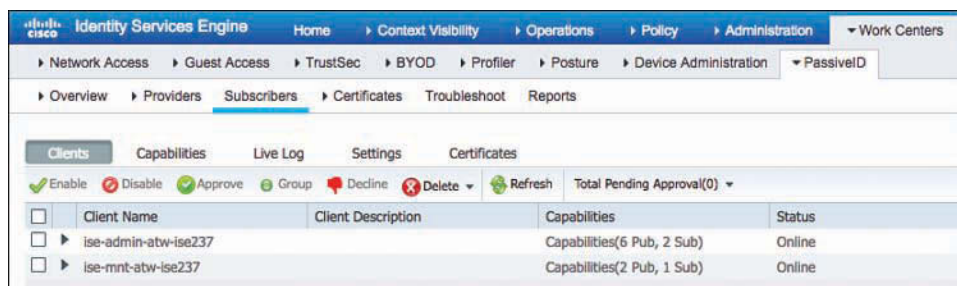 cisco Identity Services Engine Home Context Visibility Operations Policy Administration Work Centers
Network Access Guest Access TrustSec BYOD Profiler Posture Device Administration PassiveID
Overview Providers Subscribers Certificates Troubleshoot Reports
Clients Capabilities Live Log Settings Certificates
Enable Disable Approve Group Decline Delete Refresh Total Pending Approval(0)
Client Name Client Description Capabilities Status
ise-admin-atw-ise237 Capabilities(6 Pub, 2 Sub) Online
ise-mnt-atw-ise237 Capabilities(2 Pub, 1 Sub) Online